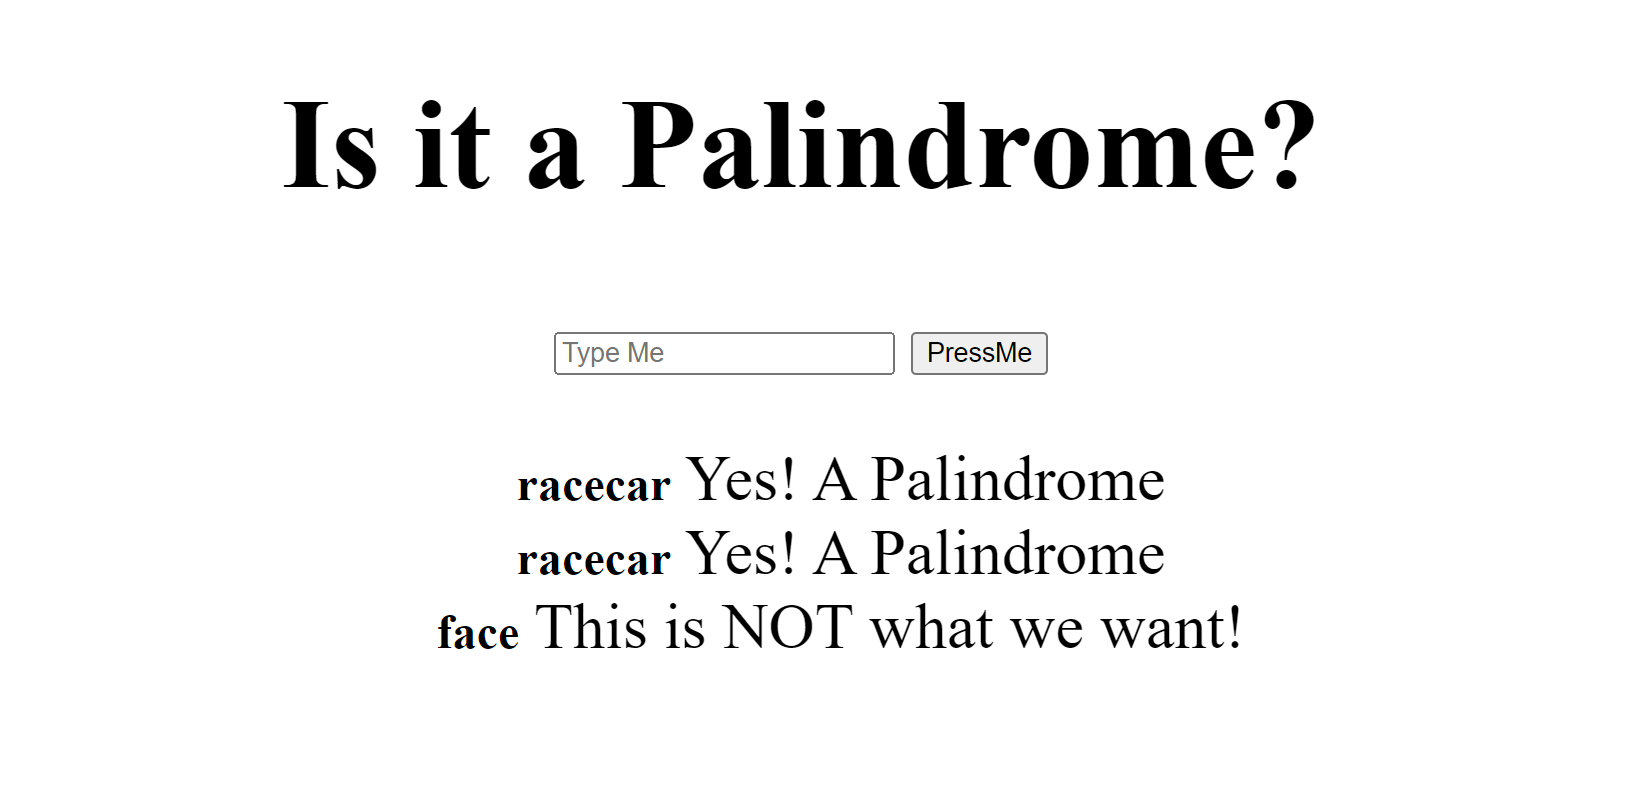 Is it a Palindrome?
Type Me PressMe
racecar Yes! A Palindrome
racecar Yes! A Palindrome
face This is NOT what we want!